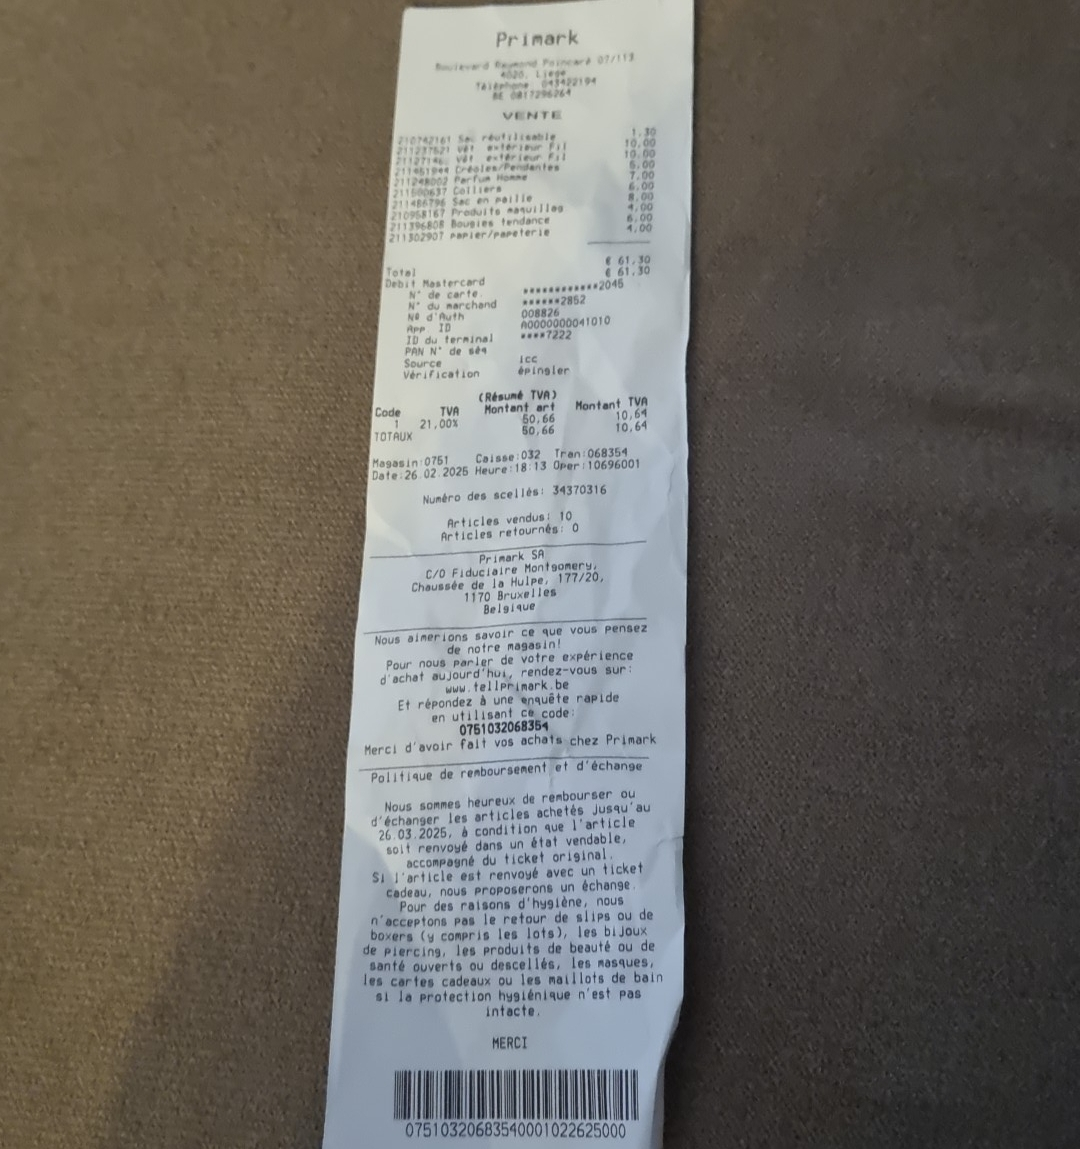 Primark
Boulevard Raymond Poincaré 07/113
4020, Liege
Téléphone: 043422194
BE 0817296264
VENTE
210742161 Sac réutilisable 1,30
211237521 Vêt extérieur Fil 10,00
Vêt extérieur Fil 10,00
Créoles/Pendantes 5,00
211248002 Parfum Homme 7,00
Colliers 6,00
211486796 Sac en paille 8,00
210958167 Produits maquillag 4,00
211396808 Bougies tendance 6,00
211302907 papier/papeterie 4,00
€ 61,30
Total € 61,30
Debit Mastercard
N° de carte. ************2045
N° du marchand ******2852
Nº d'Auth 008826
App. ID A0000000041010
ID du terminal ****7222
PAN N° de séq
Source icc
Vérification épingler
(Résumé TVA)
Code TVA Montant art Montant TVA
1 21,00% 50,66 10,64
TOTAUX 50,66 10,64
Magasin:0751 Caisse:032 Tran:068354
Date:26.02.2025 Heure:18:13 Oper:10696001
Numéro des scellés: 34370316
Articles vendus: 10
Articles retournés: 0
Primark SA
C/O Fiduciaire Montgomery,
Chaussée de la Hulpe, 177/20,
1170 Bruxelles
Belgique
Nous aimerions savoir ce que vous pensez
de notre magasin!
Pour nous parler de votre expérience
d'achat aujourd'hui, rendez-vous sur:
www.tellprimark.be
Et répondez à une enquête rapide
en utilisant ce code:
0751032068354
Merci d'avoir fait vos achats chez Primark
Politique de remboursement et d'échange
Nous sommes heureux de rembourser ou
d'échanger les articles achetés jusqu'au
26.03.2025, à condition que l'article
soit renvoyé dans un état vendable,
accompagné du ticket original.
Si l'article est renvoyé avec un ticket
cadeau, nous proposerons un échange.
Pour des raisons d'hygiène, nous
n'acceptons pas le retour de slips ou de
boxers (y compris les lots), les bijoux
de piercing, les produits de beauté ou de
santé ouverts ou descellés, les masques,
les cartes cadeaux ou les maillots de bain
si la protection hygiénique n'est pas
intacte.
MERCI
0751032068354​0001022625000